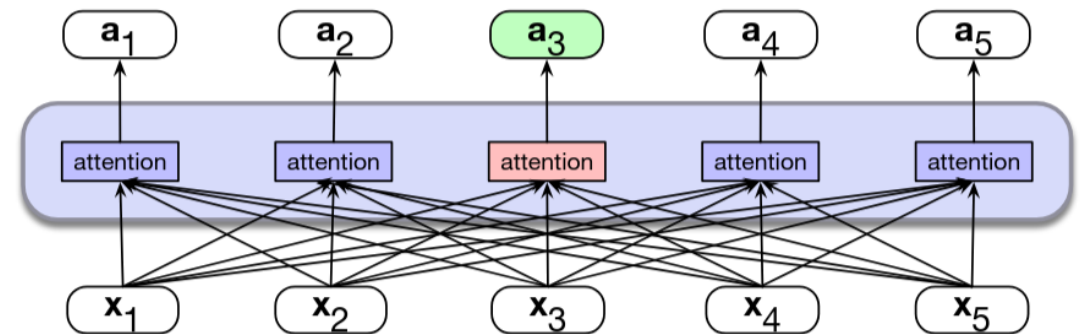 a1 a2 a3 a4 a5
attention attention attention attention attention
x1 x2 x3 x4 x5